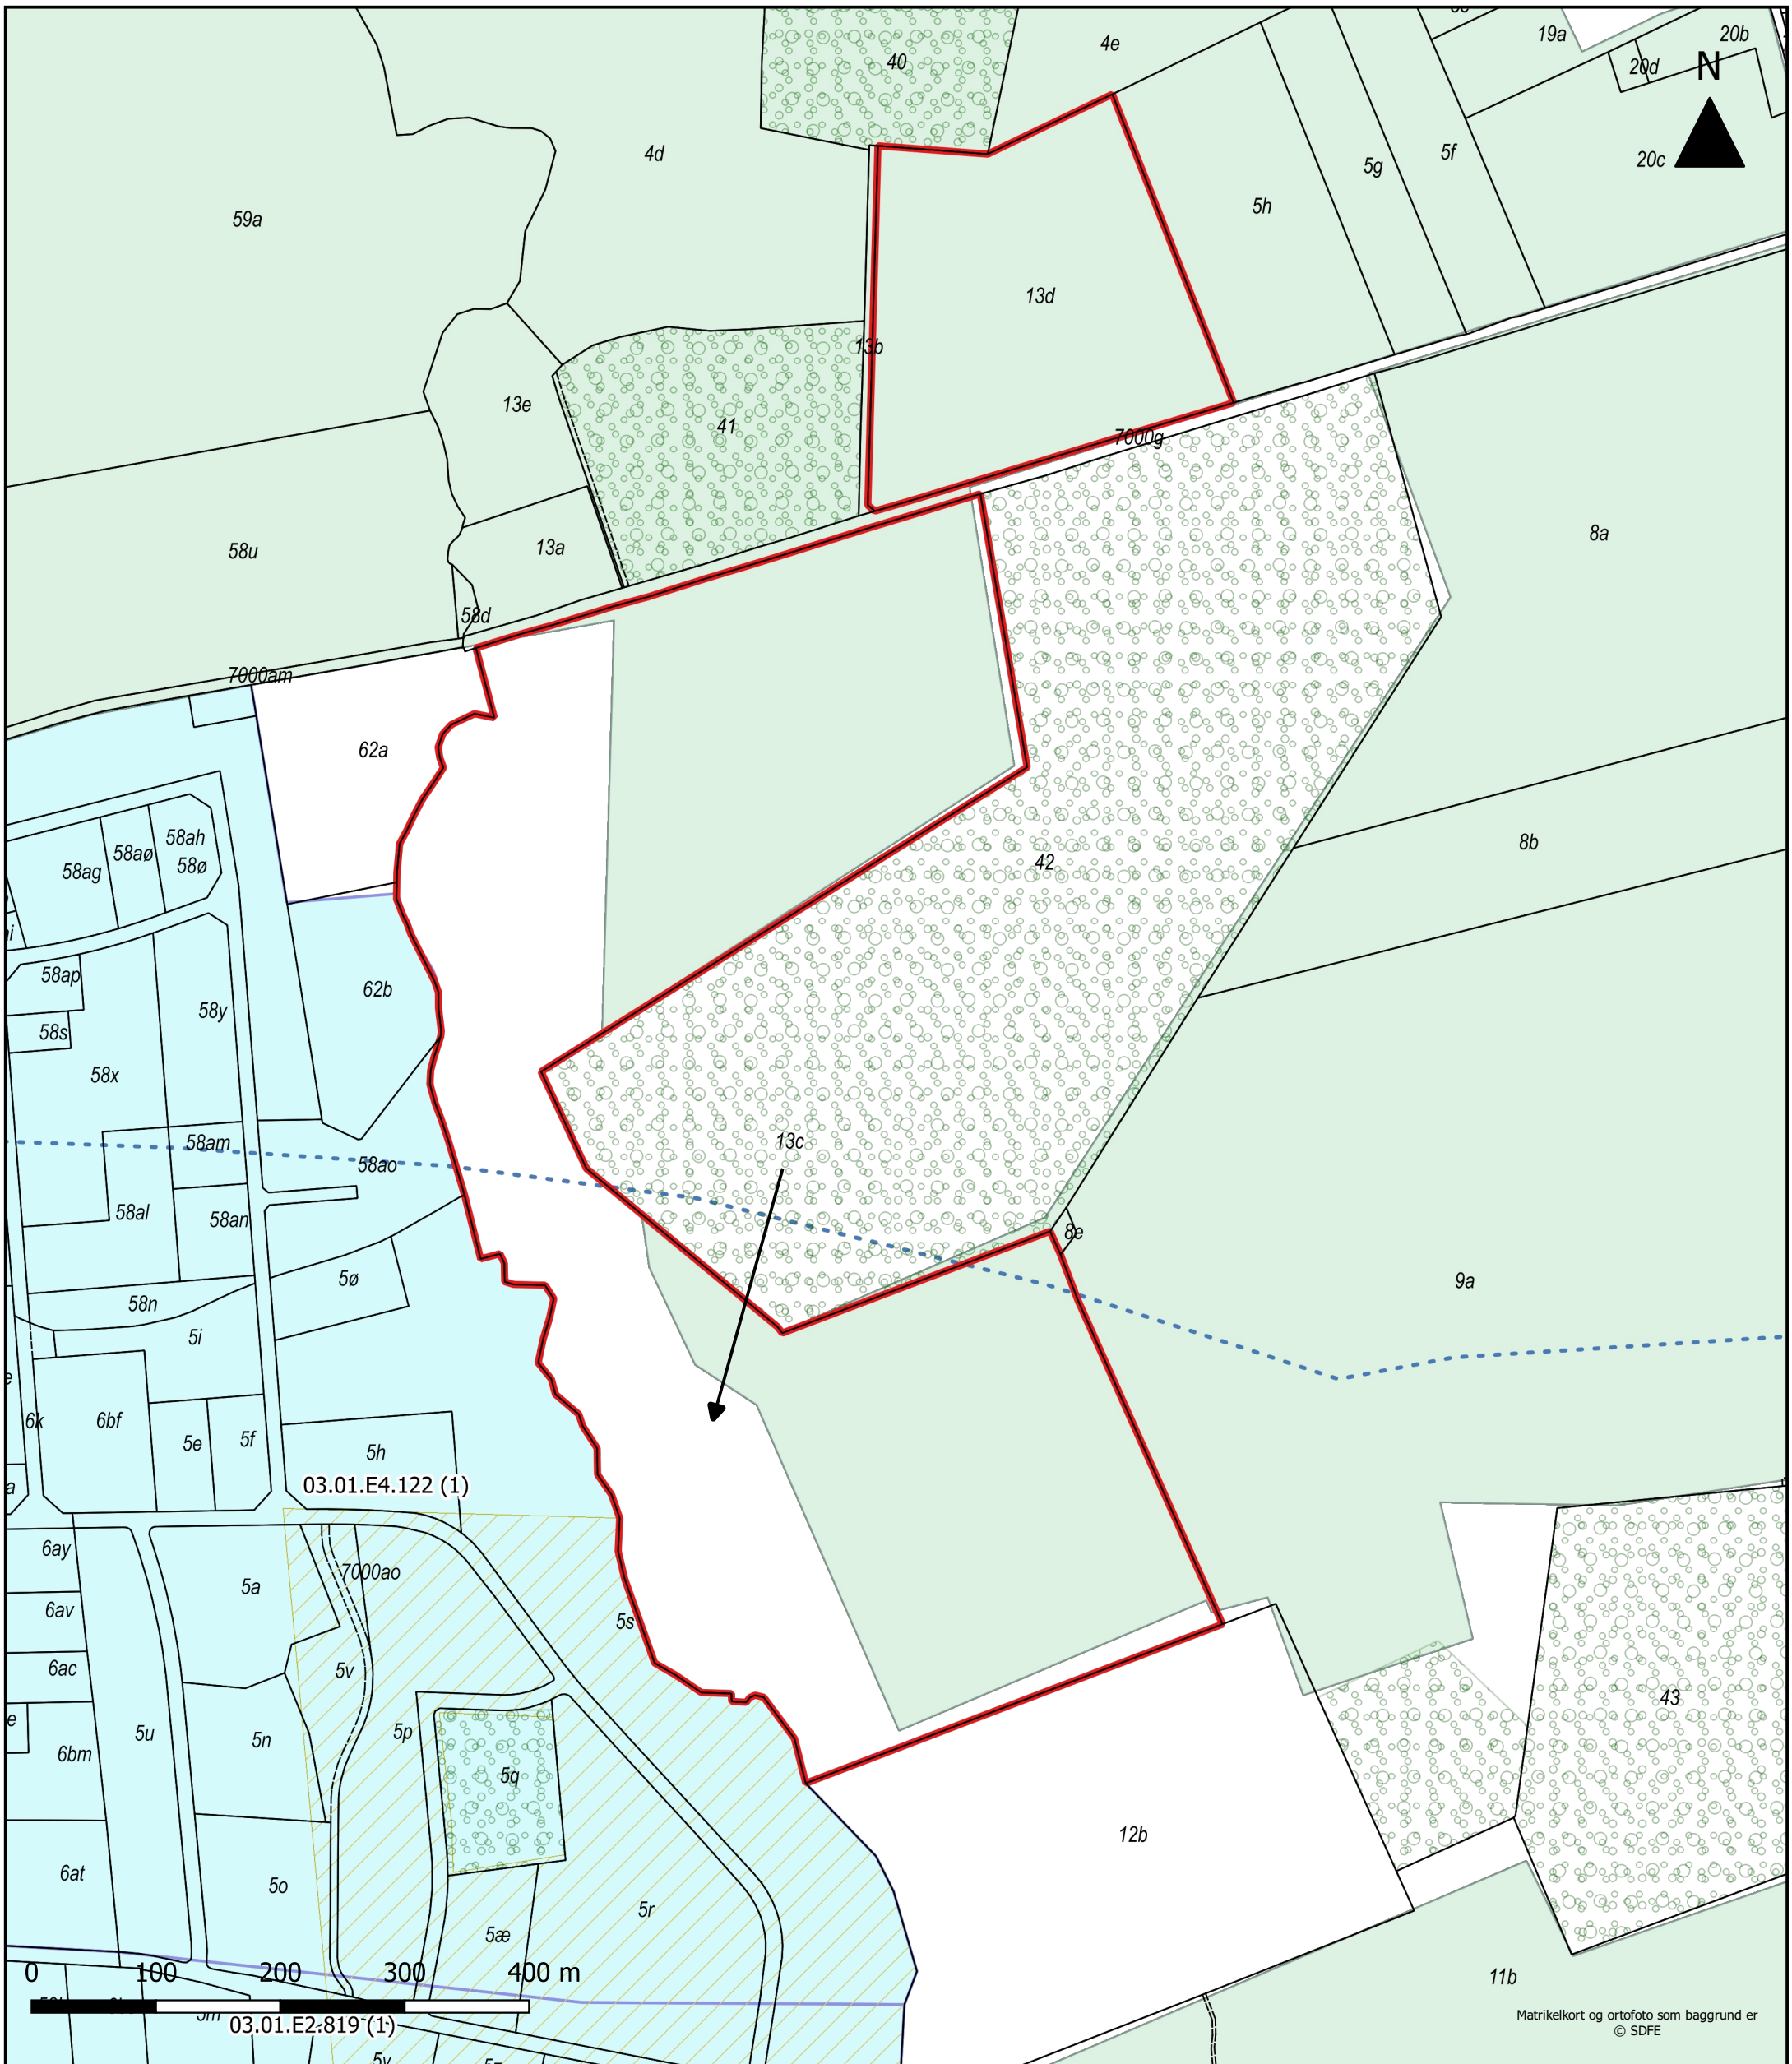 4e
19a
20b
40
20d
N
4d
5g
5f
20c
59a
5h
13d
13b
13e
41
7000g
58u
13a
8a
58d
7000am
62a
58ah
58aø
58ø
58ag
42
8b
58ap
62b
58y
58s
58x
58am
13c
58ao
58al
58an
8e
5ø
9a
58n
5i
6k
6bf
5e
5f
5h
03.01.E4.122 (1)
6ay
7000ao
5a
6av
5s
6ac
5v
43
5p
5u
5n
6bm
5q
12b
6at
5o
5r
5æ
0 100 200 300 400 m
11b
03.01.E2.819 (1)
Matrikelkort og ortofoto som baggrund er
© SDFE